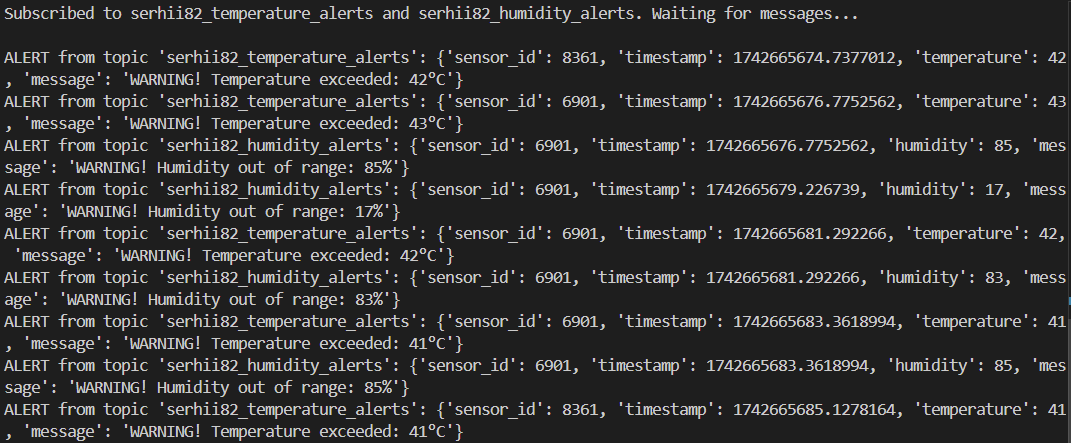 Subscribed to serhii82_temperature_alerts and serhii82_humidity_alerts. Waiting for messages...
ALERT from topic 'serhii82_temperature_alerts': {'sensor_id': 8361, 'timestamp': 1742665674.7377012, 'temperature': 42
, 'message': 'WARNING! Temperature exceeded: 42°C'}
ALERT from topic 'serhii82_temperature_alerts': {'sensor_id': 6901, 'timestamp': 1742665676.7752562, 'temperature': 43
, 'message': 'WARNING! Temperature exceeded: 43°C'}
ALERT from topic 'serhii82_humidity_alerts': {'sensor_id': 6901, 'timestamp': 1742665676.7752562, 'humidity': 85, 'mes
sage': 'WARNING! Humidity out of range: 85%'}
ALERT from topic 'serhii82_humidity_alerts': {'sensor_id': 6901, 'timestamp': 1742665679.226739, 'humidity': 17, 'mess
age': 'WARNING! Humidity out of range: 17%'}
ALERT from topic 'serhii82_temperature_alerts': {'sensor_id': 6901, 'timestamp': 1742665681.292266, 'temperature': 42,
 'message': 'WARNING! Temperature exceeded: 42°C'}
ALERT from topic 'serhii82_humidity_alerts': {'sensor_id': 6901, 'timestamp': 1742665681.292266, 'humidity': 83, 'mess
age': 'WARNING! Humidity out of range: 83%'}
ALERT from topic 'serhii82_temperature_alerts': {'sensor_id': 6901, 'timestamp': 1742665683.3618994, 'temperature': 41
, 'message': 'WARNING! Temperature exceeded: 41°C'}
ALERT from topic 'serhii82_humidity_alerts': {'sensor_id': 6901, 'timestamp': 1742665683.3618994, 'humidity': 85, 'mes
sage': 'WARNING! Humidity out of range: 85%'}
ALERT from topic 'serhii82_temperature_alerts': {'sensor_id': 8361, 'timestamp': 1742665685.1278164, 'temperature': 41
, 'message': 'WARNING! Temperature exceeded: 41°C'}